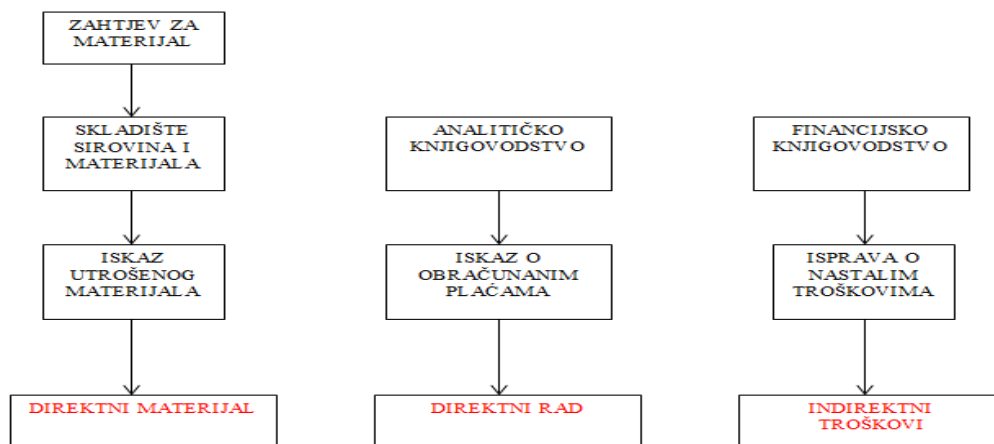 ZAHTJEV ZA
MATERIJAL
SKLADIŠTE
SIROVINA I
MATERIJALA
ANALITIČKO
KNJIGOVODSTVO
FINANCIJSKO
KNJIGOVODSTVO
ISKAZ
UTROŠENOG
MATERIJALA
ISKAZ O
OBRAČUNANIM
PLAĆAMA
ISPRAVA O
NASTALIM
TROŠKOVIMA
DIREKTNI MATERIJAL
DIREKTNI RAD
INDIREKTNI
TROŠKOVI